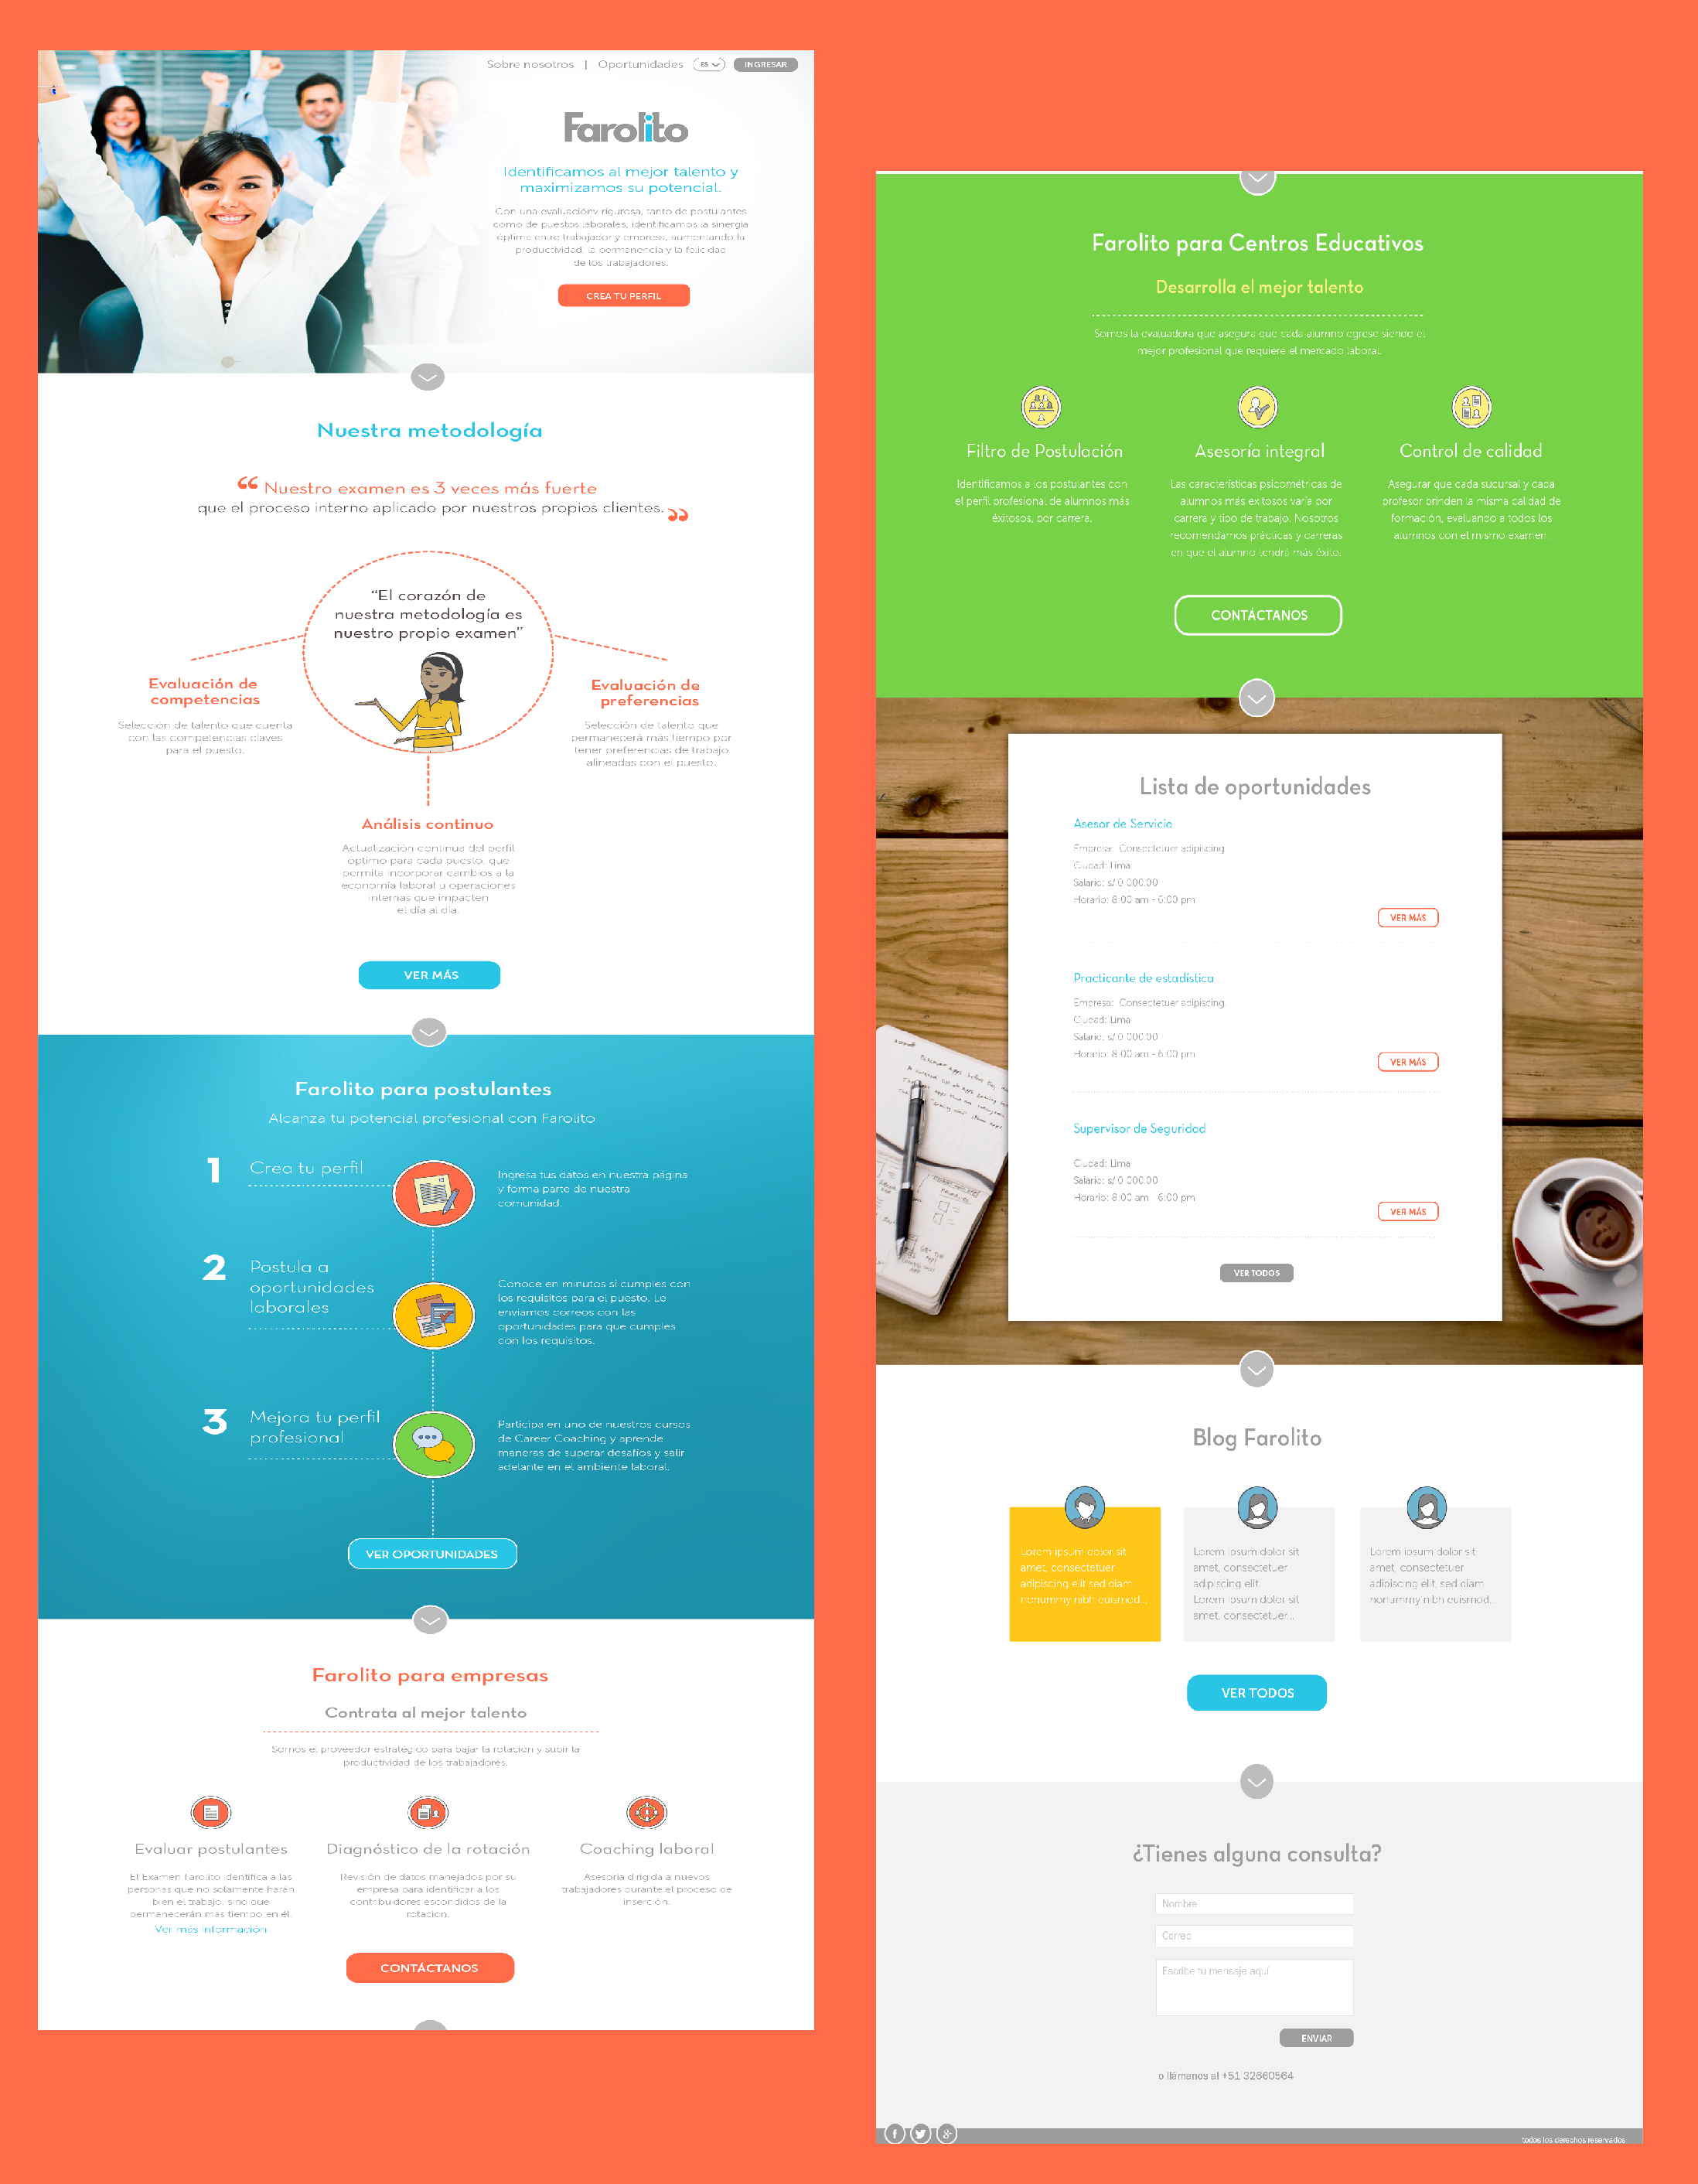 Sobre nosotros | Oportunidades ES INGRESAR
Farolito
Identificamos al mejor talento y
maximizamos su potencial.
Con una evaluaciónv rigurosa, tanto de postulantes
como de puestos laborales, identificamos la sinergia
óptima entre trabajador y empresa, aumentando la
productividad, la permanencia y la felicidad
de los trabajadores.
CREA TU PERFIL
Nuestra metodología
“ Nuestro examen es 3 veces más fuerte
que el proceso interno aplicado por nuestros propios clientes. ”
“El corazón de
nuestra metodología es
nuestro propio examen”
Evaluación de
competencias
Selección de talento que cuenta
con las competencias claves
para el puesto.
Evaluación de
preferencias
Selección de talento que
permanecerá más tiempo por
tener preferencias de trabajo
alineadas con el puesto.
Análisis continuo
Actualización continua del perfil
óptimo para cada puesto, que
permita incorporar cambios a la
economía laboral u operaciones
internas que impacten
el día al día.
VER MÁS
Farolito para postulantes
Alcanza tu potencial profesional con Farolito
1 Crea tu perfil
Ingresa tus datos en nuestra página
y forma parte de nuestra
comunidad.
2 Postula a
oportunidades
laborales
Conoce en minutos si cumples con
los requisitos para el puesto. Le
enviamos correos con las
oportunidades para que cumples
con los requisitos.
3 Mejora tu perfil
profesional
Participa en uno de nuestros cursos
de Career Coaching y aprende
maneras de superar desafíos y salir
adelante en el ambiente laboral.
VER OPORTUNIDADES
Farolito para empresas
Contrata al mejor talento
Somos el proveedor estratégico para bajar la rotacion y subir la
productividad de los trabajadores.
Evaluar postulantes
El Examen Farolito identifica a las
personas que no solamente harán
bien el trabajo, sino que
permanecerán más tiempo en él.
Ver más información
Diagnóstico de la rotación
Revisión de datos manejados por su
empresa para identificar a los
contribuidores escondidos de la
rotacion.
Coaching laboral
Asesoria dirigida a nuevos
trabajadores durante el proceso de
inserción.
CONTÁCTANOS
Farolito para Centros Educativos
Desarrolla el mejor talento
Somos la evaluadora que asegura que cada alumno egrese siendo el
mejor profesional que requiere el mercado laboral.
Filtro de Postulación
Identificamos a los postulantes con
el perfil profesional de alumnos más
éxitosos, por carrera.
Asesoría integral
Las características psicométricas de
alumnos más exitosos varía por
carrera y tipo de trabajo. Nosotros
recomendamos prácticas y carreras
en que el alumno tendrá más éxito.
Control de calidad
Asegurar que cada sucursal y cada
profesor brinden la misma calidad de
formación, evaluando a todos los
alumnos con el mismo examen.
CONTÁCTANOS
Lista de oportunidades
Asesor de Servicio
Empresa: Consectetuer adipiscing.
Ciudad: Lima
Salario: s/.0 000.00
Horario: 8:00 am - 6:00 pm
VER MÁS
Practicante de estadística
Empresa: Consectetuer adipiscing.
Ciudad: Lima
Salario: s/.0 000.00
Horario: 8:00 am - 6:00 pm
VER MÁS
Supervisor de Seguridad
Ciudad: Lima
Salario: s/.0 000.00
Horario: 8:00 am - 6:00 pm
VER MÁS
VER TODOS
Blog Farolito
Lorem ipsum dolor sit
amet, consectetuer
adipiscing elit sed diam
nonummy nibh euismod...
Lorem ipsum dolor sit
amet, consectetuer
adipiscing elit
Lorem ipsum dolor sit
amet, consectetuer...
Lorem ipsum dolor sit
amet, consectetuer
adipiscing elit, sed diam
nonummy nibh euismod...
VER TODOS
¿Tienes alguna consulta?
Nombre
Correo
Escribe tu mensaje aquí
ENVIAR
o llámanos al +51 32660564
todos los derechos reservados